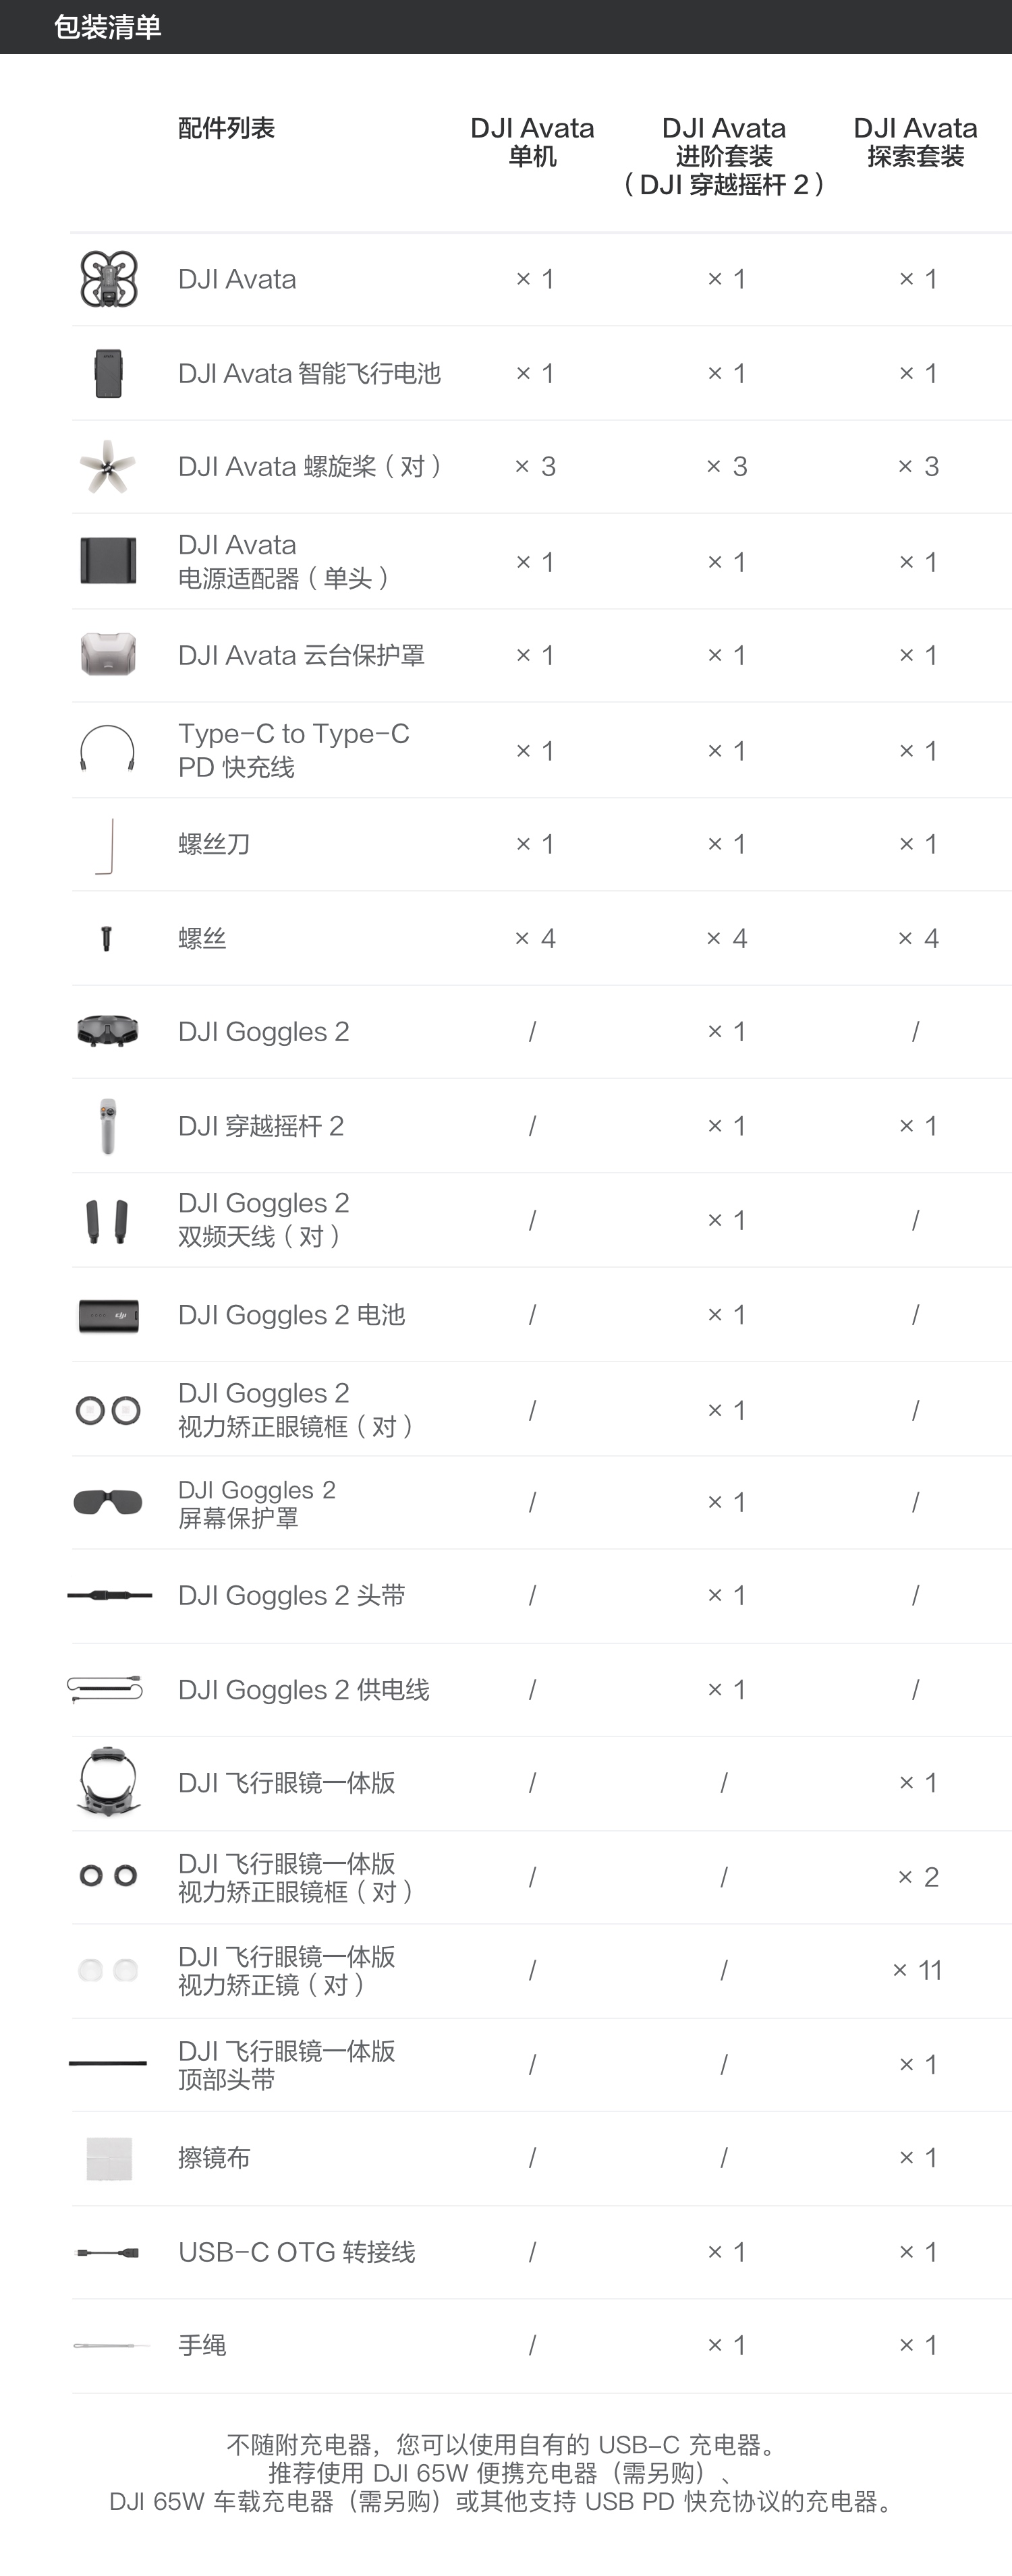 包装清单
配件列表 DJI Avata 单机 DJI Avata 进阶套装 （DJI 穿越摇杆 2） DJI Avata 探索套装
DJI Avata × 1 × 1 × 1
DJI Avata 智能飞行电池 × 1 × 1 × 1
DJI Avata 螺旋桨（对） × 3 × 3 × 3
DJI Avata
电源适配器（单头） × 1 × 1 × 1
DJI Avata 云台保护罩 × 1 × 1 × 1
Type-C to Type-C
PD 快充线 × 1 × 1 × 1
螺丝刀 × 1 × 1 × 1
螺丝 × 4 × 4 × 4
DJI Goggles 2 / × 1 /
DJI 穿越摇杆 2 / × 1 × 1
DJI Goggles 2
双频天线（对） / × 1 /
DJI Goggles 2 电池 / × 1 /
DJI Goggles 2
视力矫正眼镜框（对） / × 1 /
DJI Goggles 2
屏幕保护罩 / × 1 /
DJI Goggles 2 头带 / × 1 /
DJI Goggles 2 供电线 / × 1 /
DJI 飞行眼镜一体版 / / × 1
DJI 飞行眼镜一体版
视力矫正眼镜框（对） / / × 2
DJI 飞行眼镜一体版
视力矫正镜（对） / / × 11
DJI 飞行眼镜一体版
顶部头带 / / × 1
擦镜布 / / × 1
USB-C OTG 转接线 / × 1 × 1
手绳 / × 1 × 1
不随附充电器，您可以使用自有的 USB-C 充电器。
推荐使用 DJI 65W 便携充电器（需另购）、
DJI 65W 车载充电器（需另购）或其他支持 USB PD 快充协议的充电器。